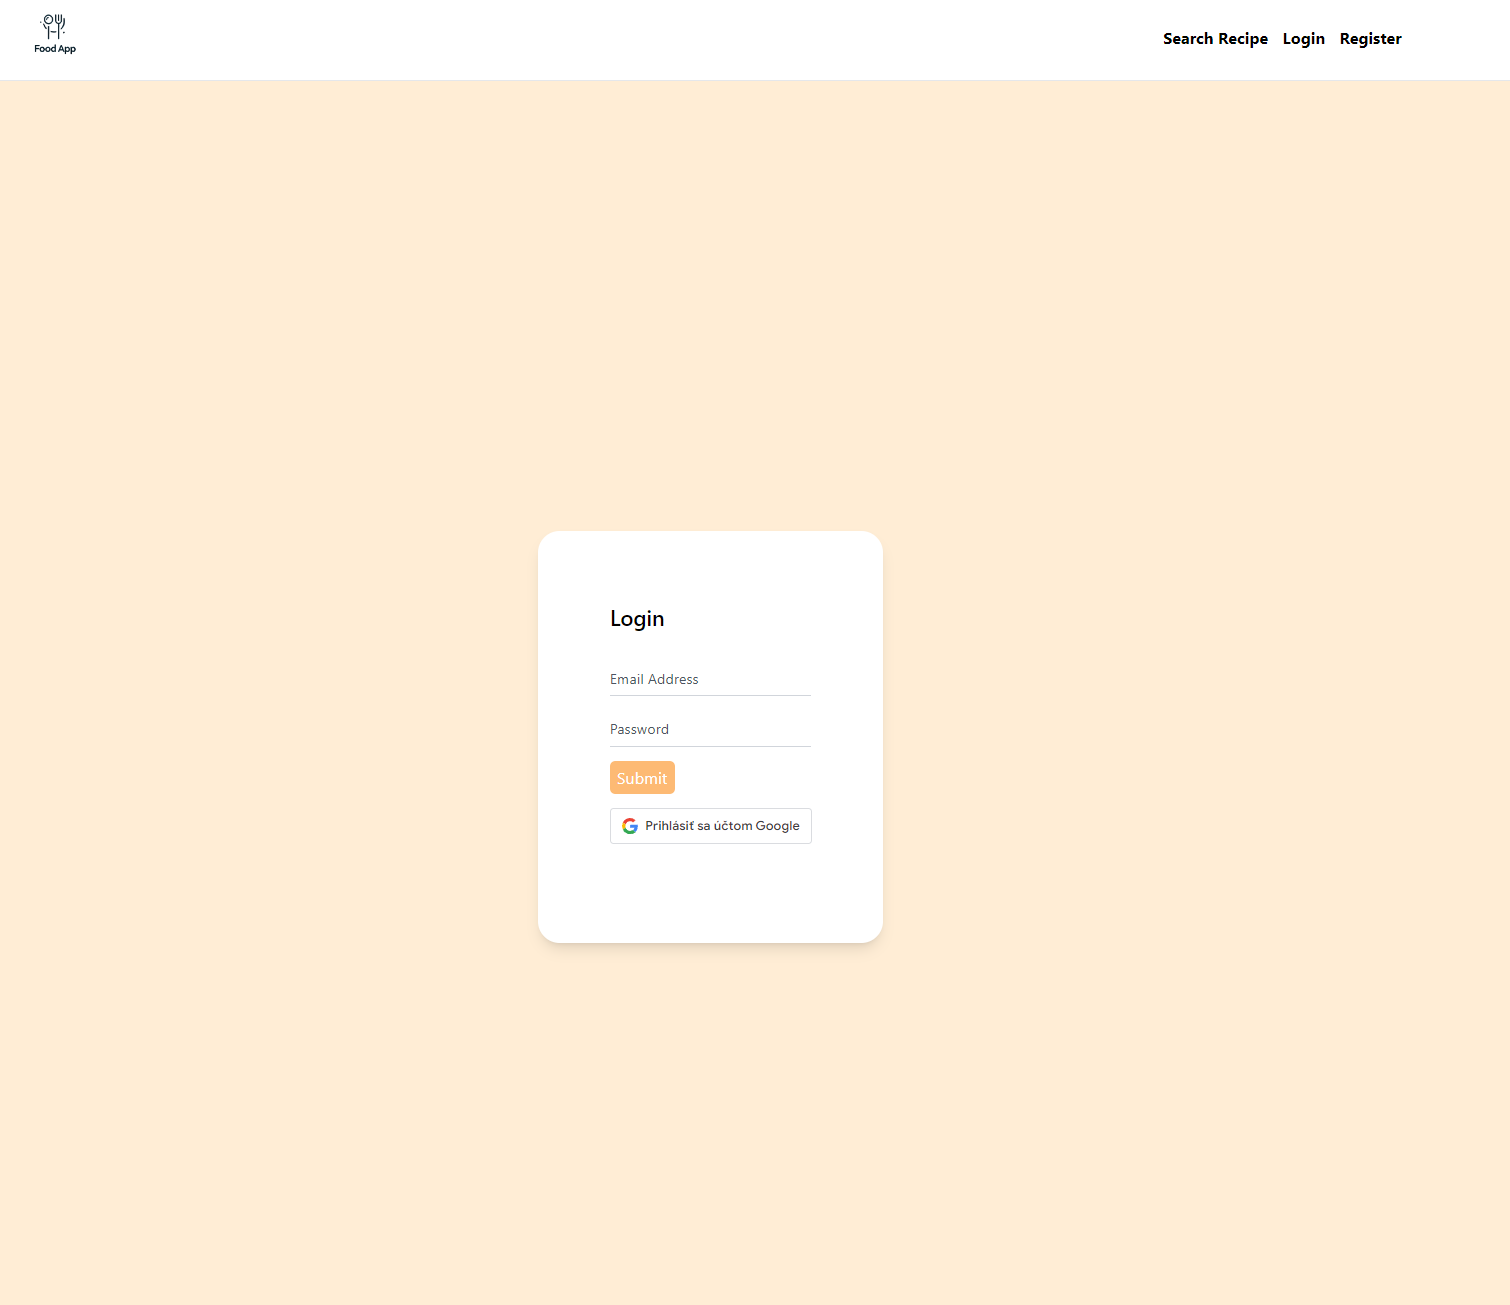 Food App
Search Recipe Login Register
Login
Email Address
Password
Submit
Prihlásiť sa účtom Google